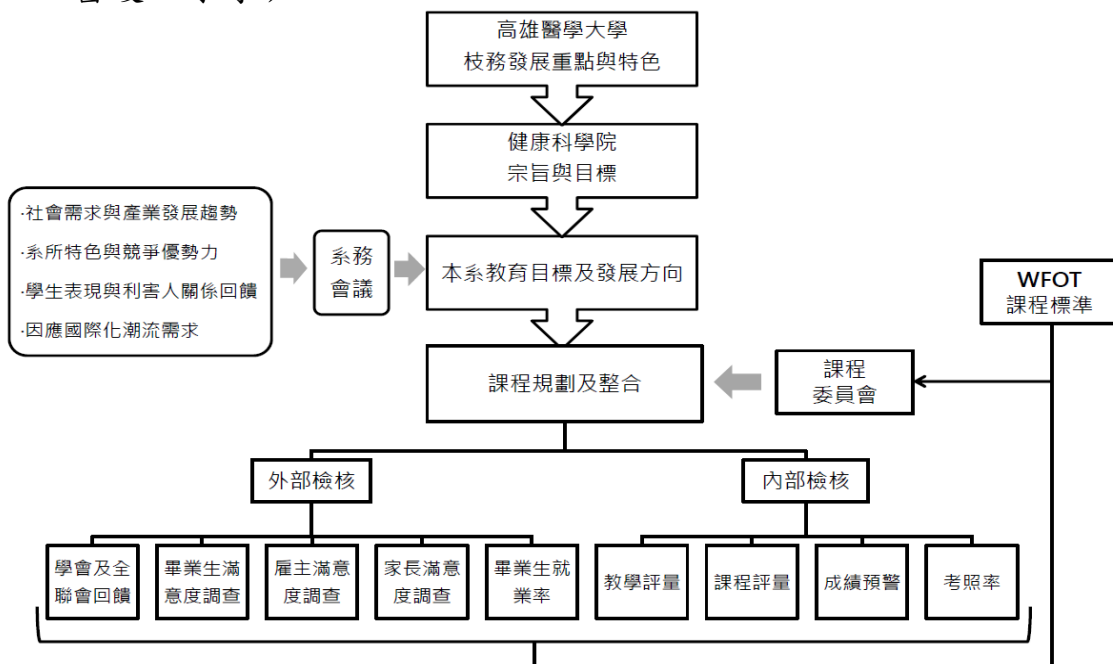 高雄醫學大學
枝務發展重點與特色
健康科學院
宗旨與目標
·社會需求與產業發展趨勢
·系所特色與競爭優勢力
·學生表現與利害人關係回饋
·因應國際化潮流需求
系務
會議
本系教育目標及發展方向
WFOT
課程標準
課程規劃及整合
課程
委員會
外部檢核
內部檢核
學會及全
聯會回饋
畢業生滿
意度調查
雇主滿意
度調查
家長滿意
度調查
畢業生就
業率
教學評量
課程評量
成績預警
考照率